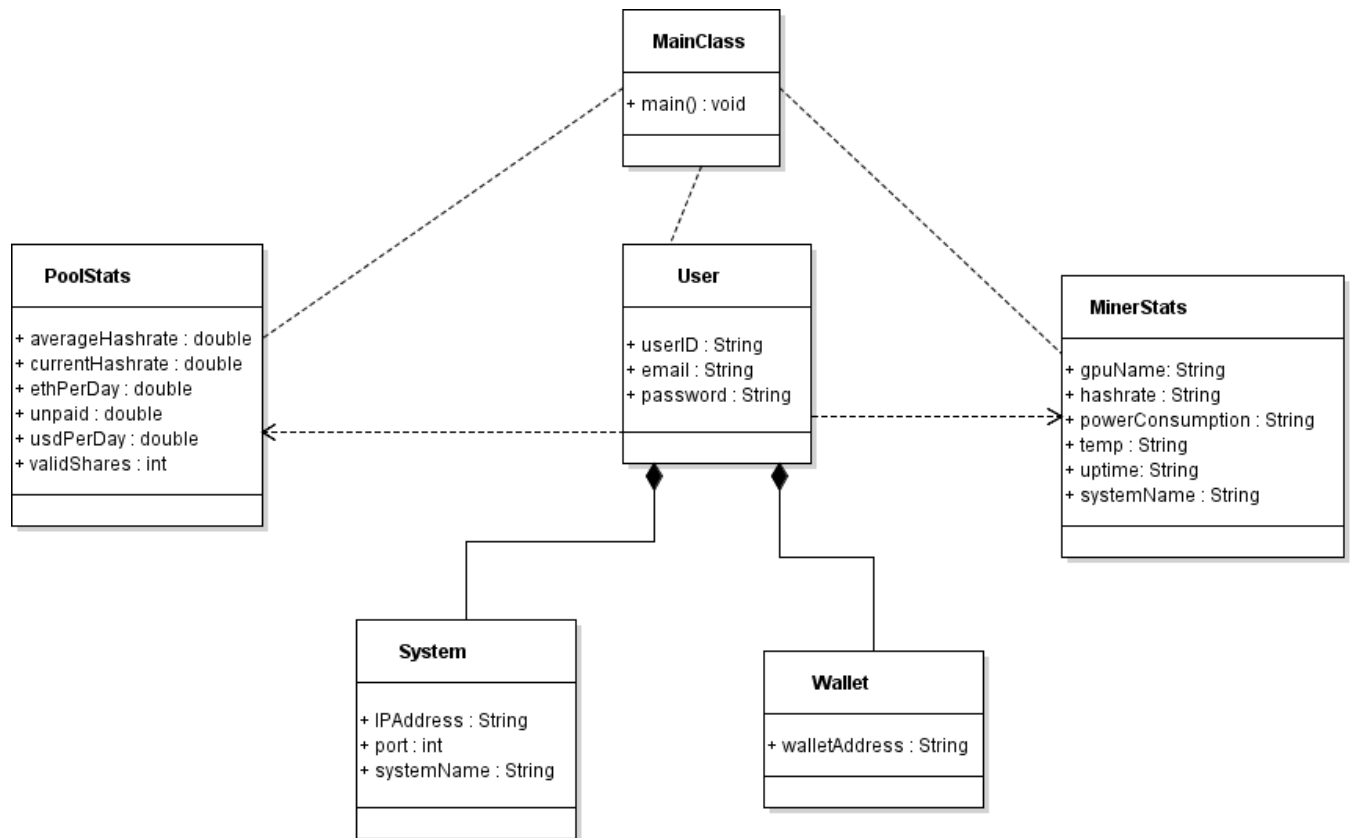 MainClass
+ main() : void
PoolStats
+ averageHashrate : double
+ currentHashrate : double
+ ethPerDay : double
+ unpaid : double
+ usdPerDay : double
+ validShares : int
User
+ userID : String
+ email : String
+ password : String
MinerStats
+ gpuName: String
+ hashrate : String
+ powerConsumption : String
+ temp : String
+ uptime: String
+ systemName : String
System
+ IPAddress : String
+ port : int
+ systemName : String
Wallet
+ walletAddress : String